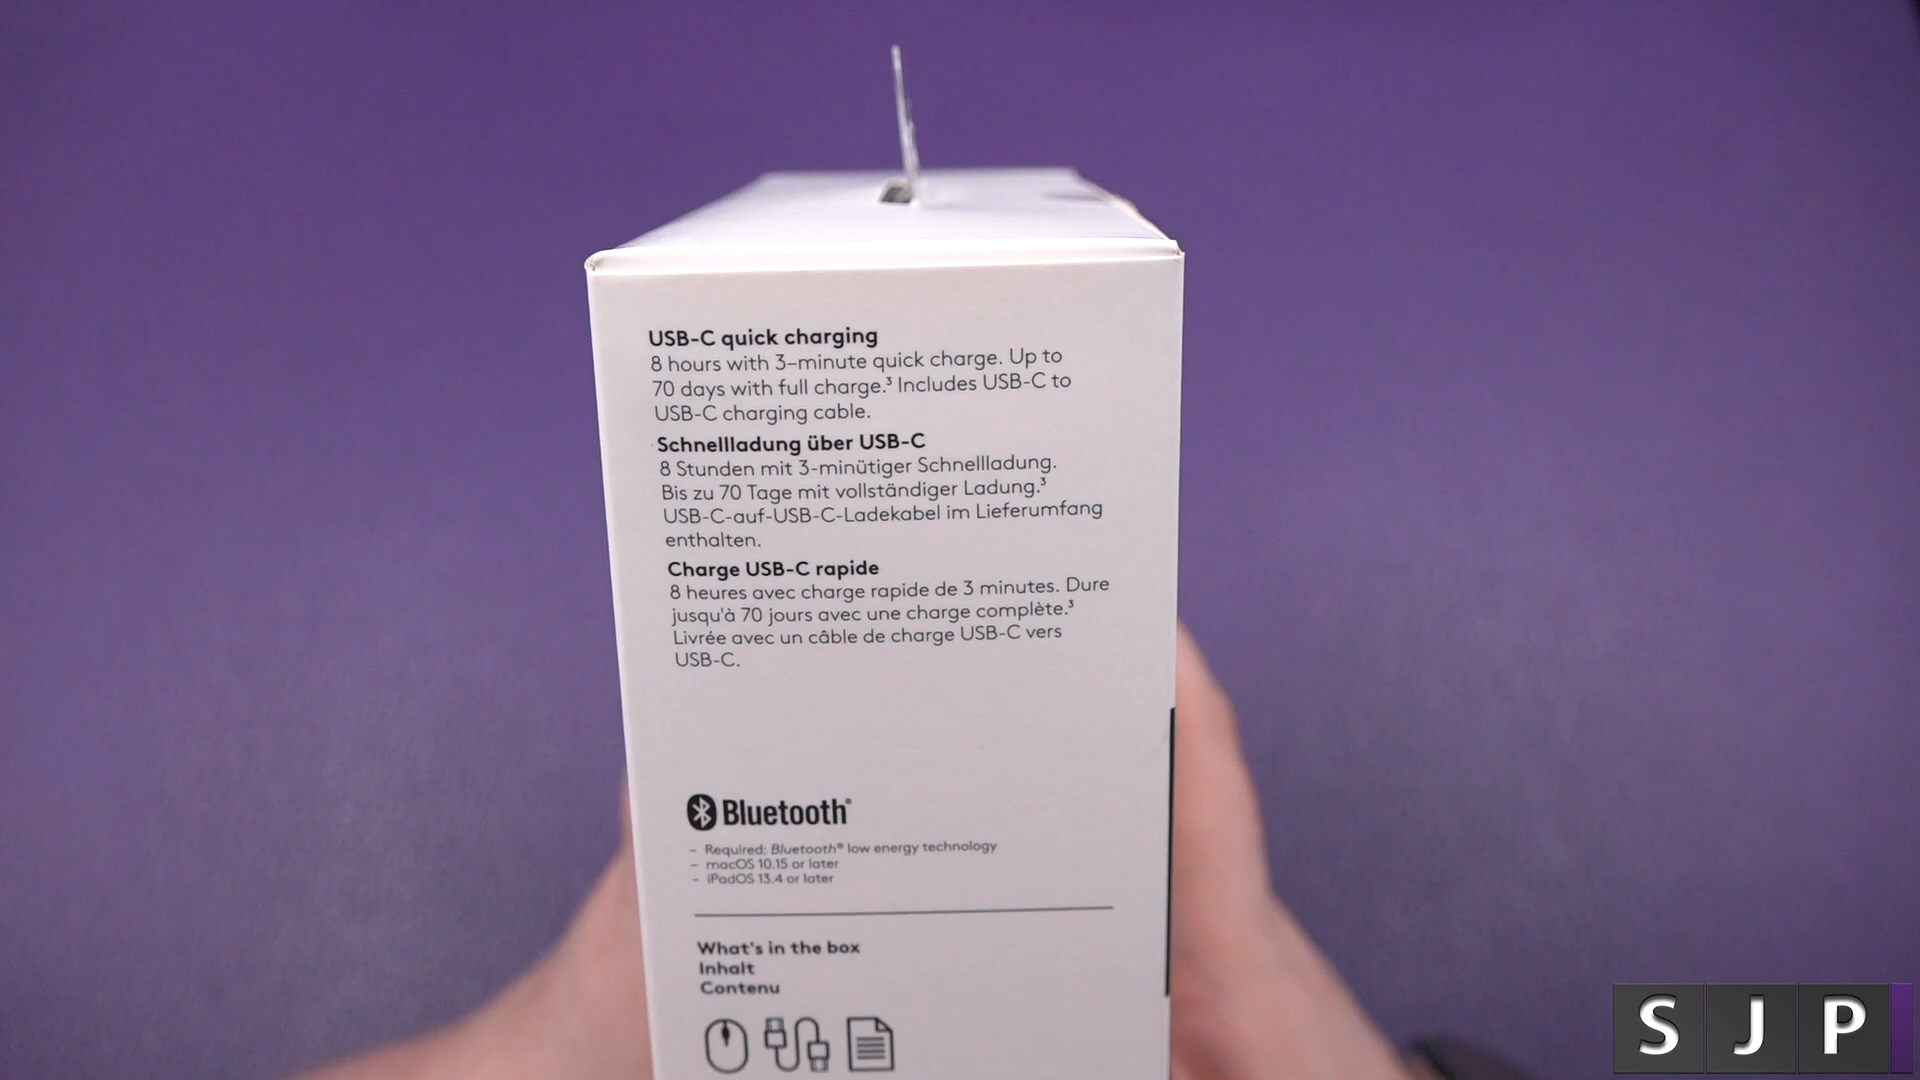 USB-C quick charging
8 hours with 3-minute quick charge. Up to
70 days with full charge.³ Includes USB-C to
USB-C charging cable.
Schnellladung über USB-C
8 Stunden mit 3-minütiger Schnellladung.
Bis zu 70 Tage mit vollständiger Ladung.³
USB-C-auf-USB-C-Ladekabel im Lieferumfang
enthalten.
Charge USB-C rapide
8 heures avec charge rapide de 3 minutes. Dure
jusqu'à 70 jours avec une charge complète.³
Livrée avec un câble de charge USB-C vers
USB-C.
Bluetooth®
– Required: Bluetooth® low energy technology
– macOS 10.15 or later
– iPadOS 13.4 or later
What's in the box
Inhalt
Contenu
SJP